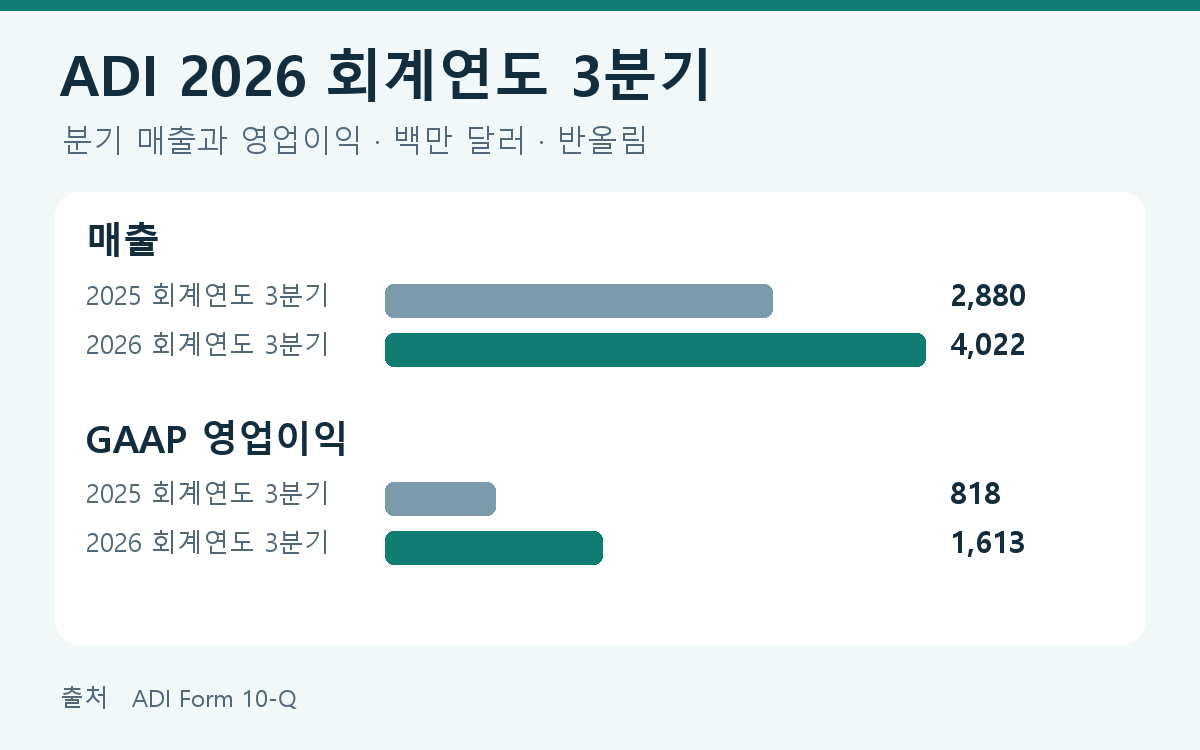 ADI 2026 회계연도 3분기
분기 매출과 영업이익 · 백만 달러 · 반올림
매출
2025 회계연도 3분기 2,880
2026 회계연도 3분기 4,022
GAAP 영업이익
2025 회계연도 3분기 818
2026 회계연도 3분기 1,613
출처 ADI Form 10-Q